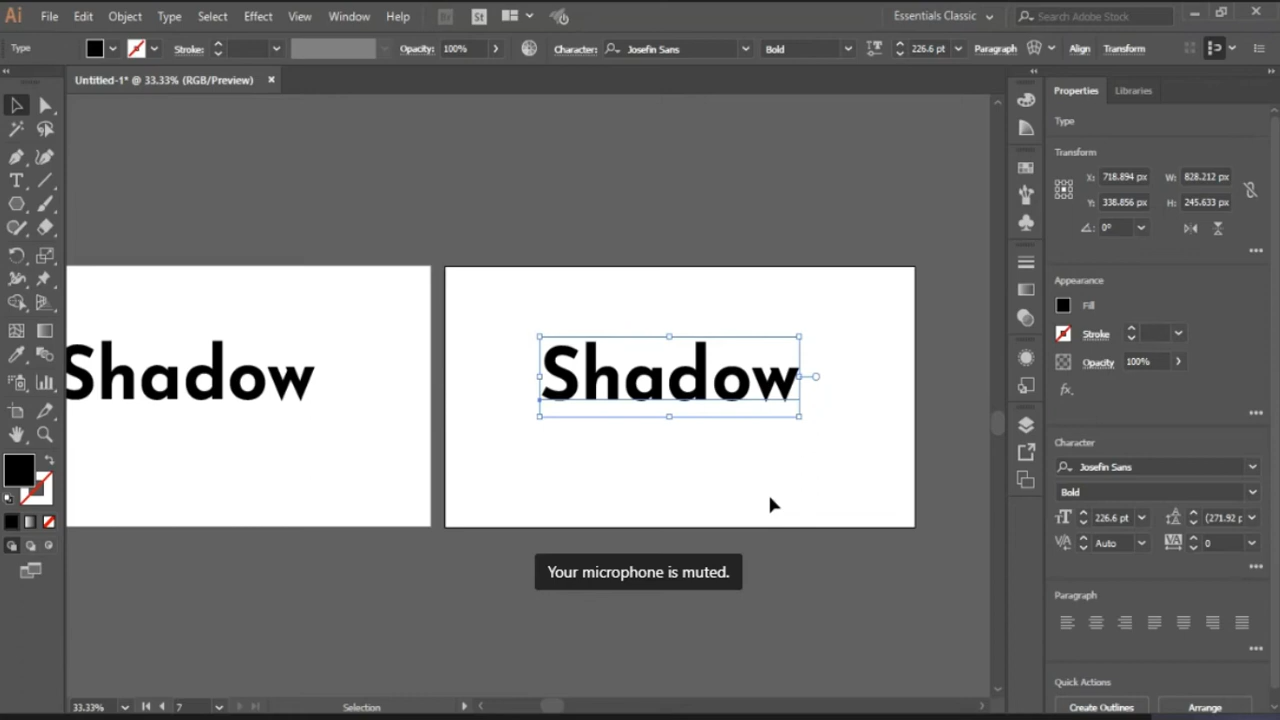 Ai File Edit Object Type Select Effect View Window Help Br St Essentials Classic Search Adobe Stock
Type Stroke: Opacity: 100% Character: Josefin Sans Bold 226.6 pt Paragraph Align Transform
Untitled-1* @ 33.33% (RGB/Preview)
Properties Libraries
Type
Transform
X: 718.894 px W: 828.212 px
Y: 338.856 px H: 245.633 px
0°
Appearance
Fill
Stroke
Opacity 100%
fx.
Character
Josefin Sans
Bold
226.6 pt (271.92 p
Auto 0
Paragraph
Quick Actions
Create Outlines Arrange
Shadow
Shadow
Your microphone is muted.
33.33% 7 Selection